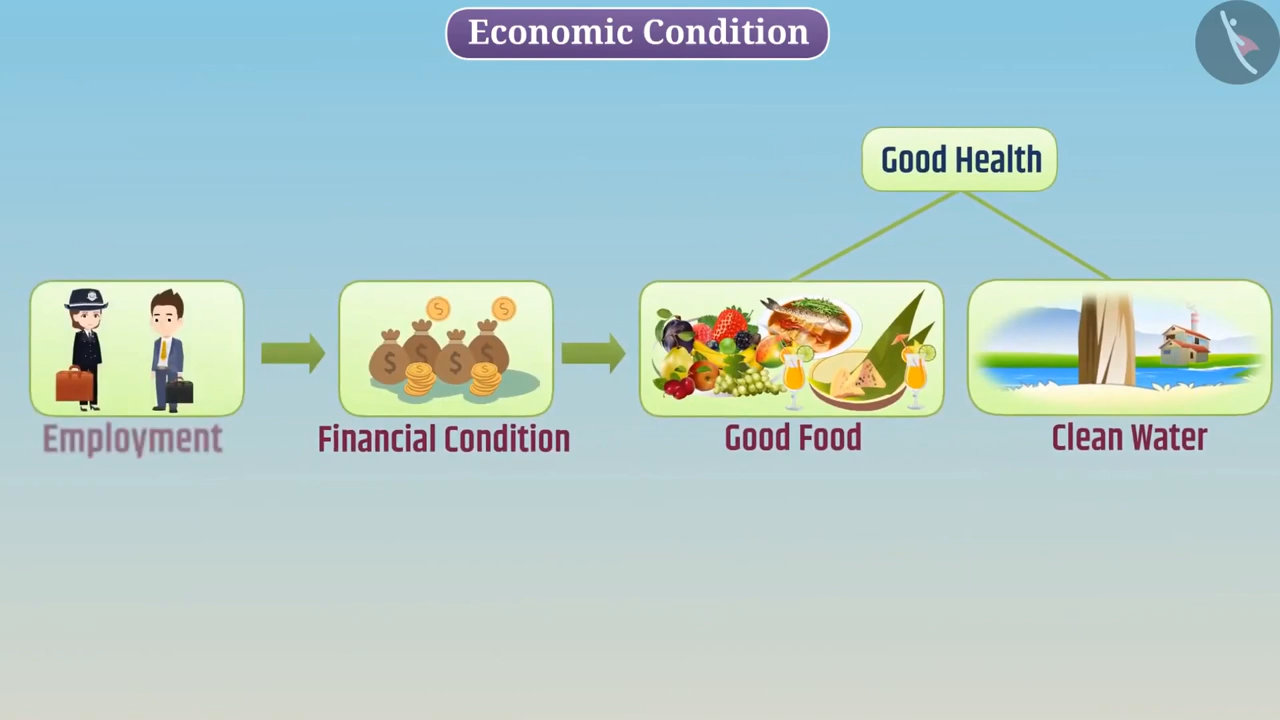 Economic Condition
Good Health
Employment
Financial Condition
Good Food
Clean Water